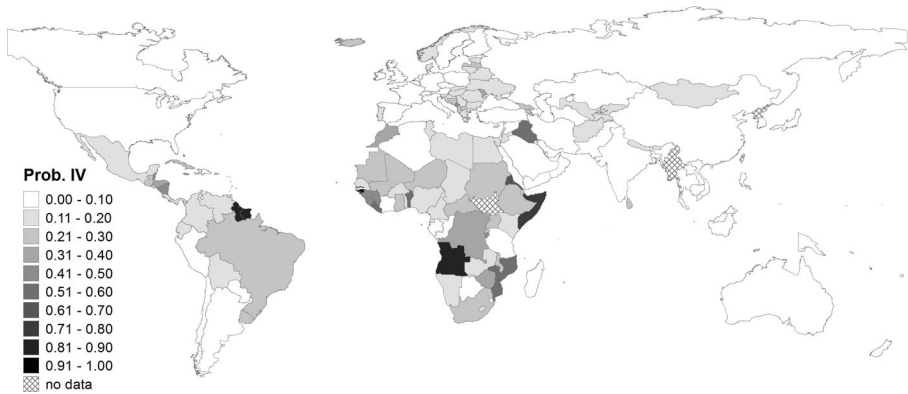 Prob. IV
0.00 - 0.10
0.11 - 0.20
0.21 - 0.30
0.31 - 0.40
0.41 - 0.50
0.51 - 0.60
0.61 - 0.70
0.71 - 0.80
0.81 - 0.90
0.91 - 1.00
no data